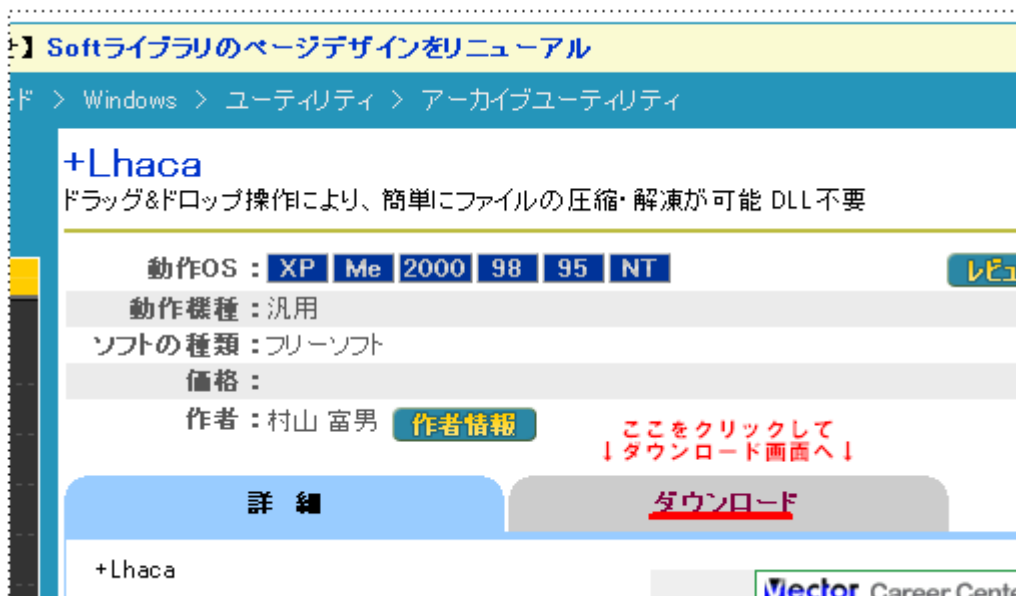 】Softライブラリのページデザインをリニューアル
ド > Windows > ユーティリティ > アーカイブユーティリティ
+Lhaca
ドラッグ&ドロップ操作により、簡単にファイルの圧縮・解凍が可能 DLL不要
動作OS：XP Me 2000 98 95 NT
レビュ
動作機種：汎用
ソフトの種類：フリーソフト
価格：
作者：村山 富男 作者情報
ここをクリックして
↓ダウンロード画面へ↓
詳 細 ダウンロード
+Lhaca
Vector Career Cente